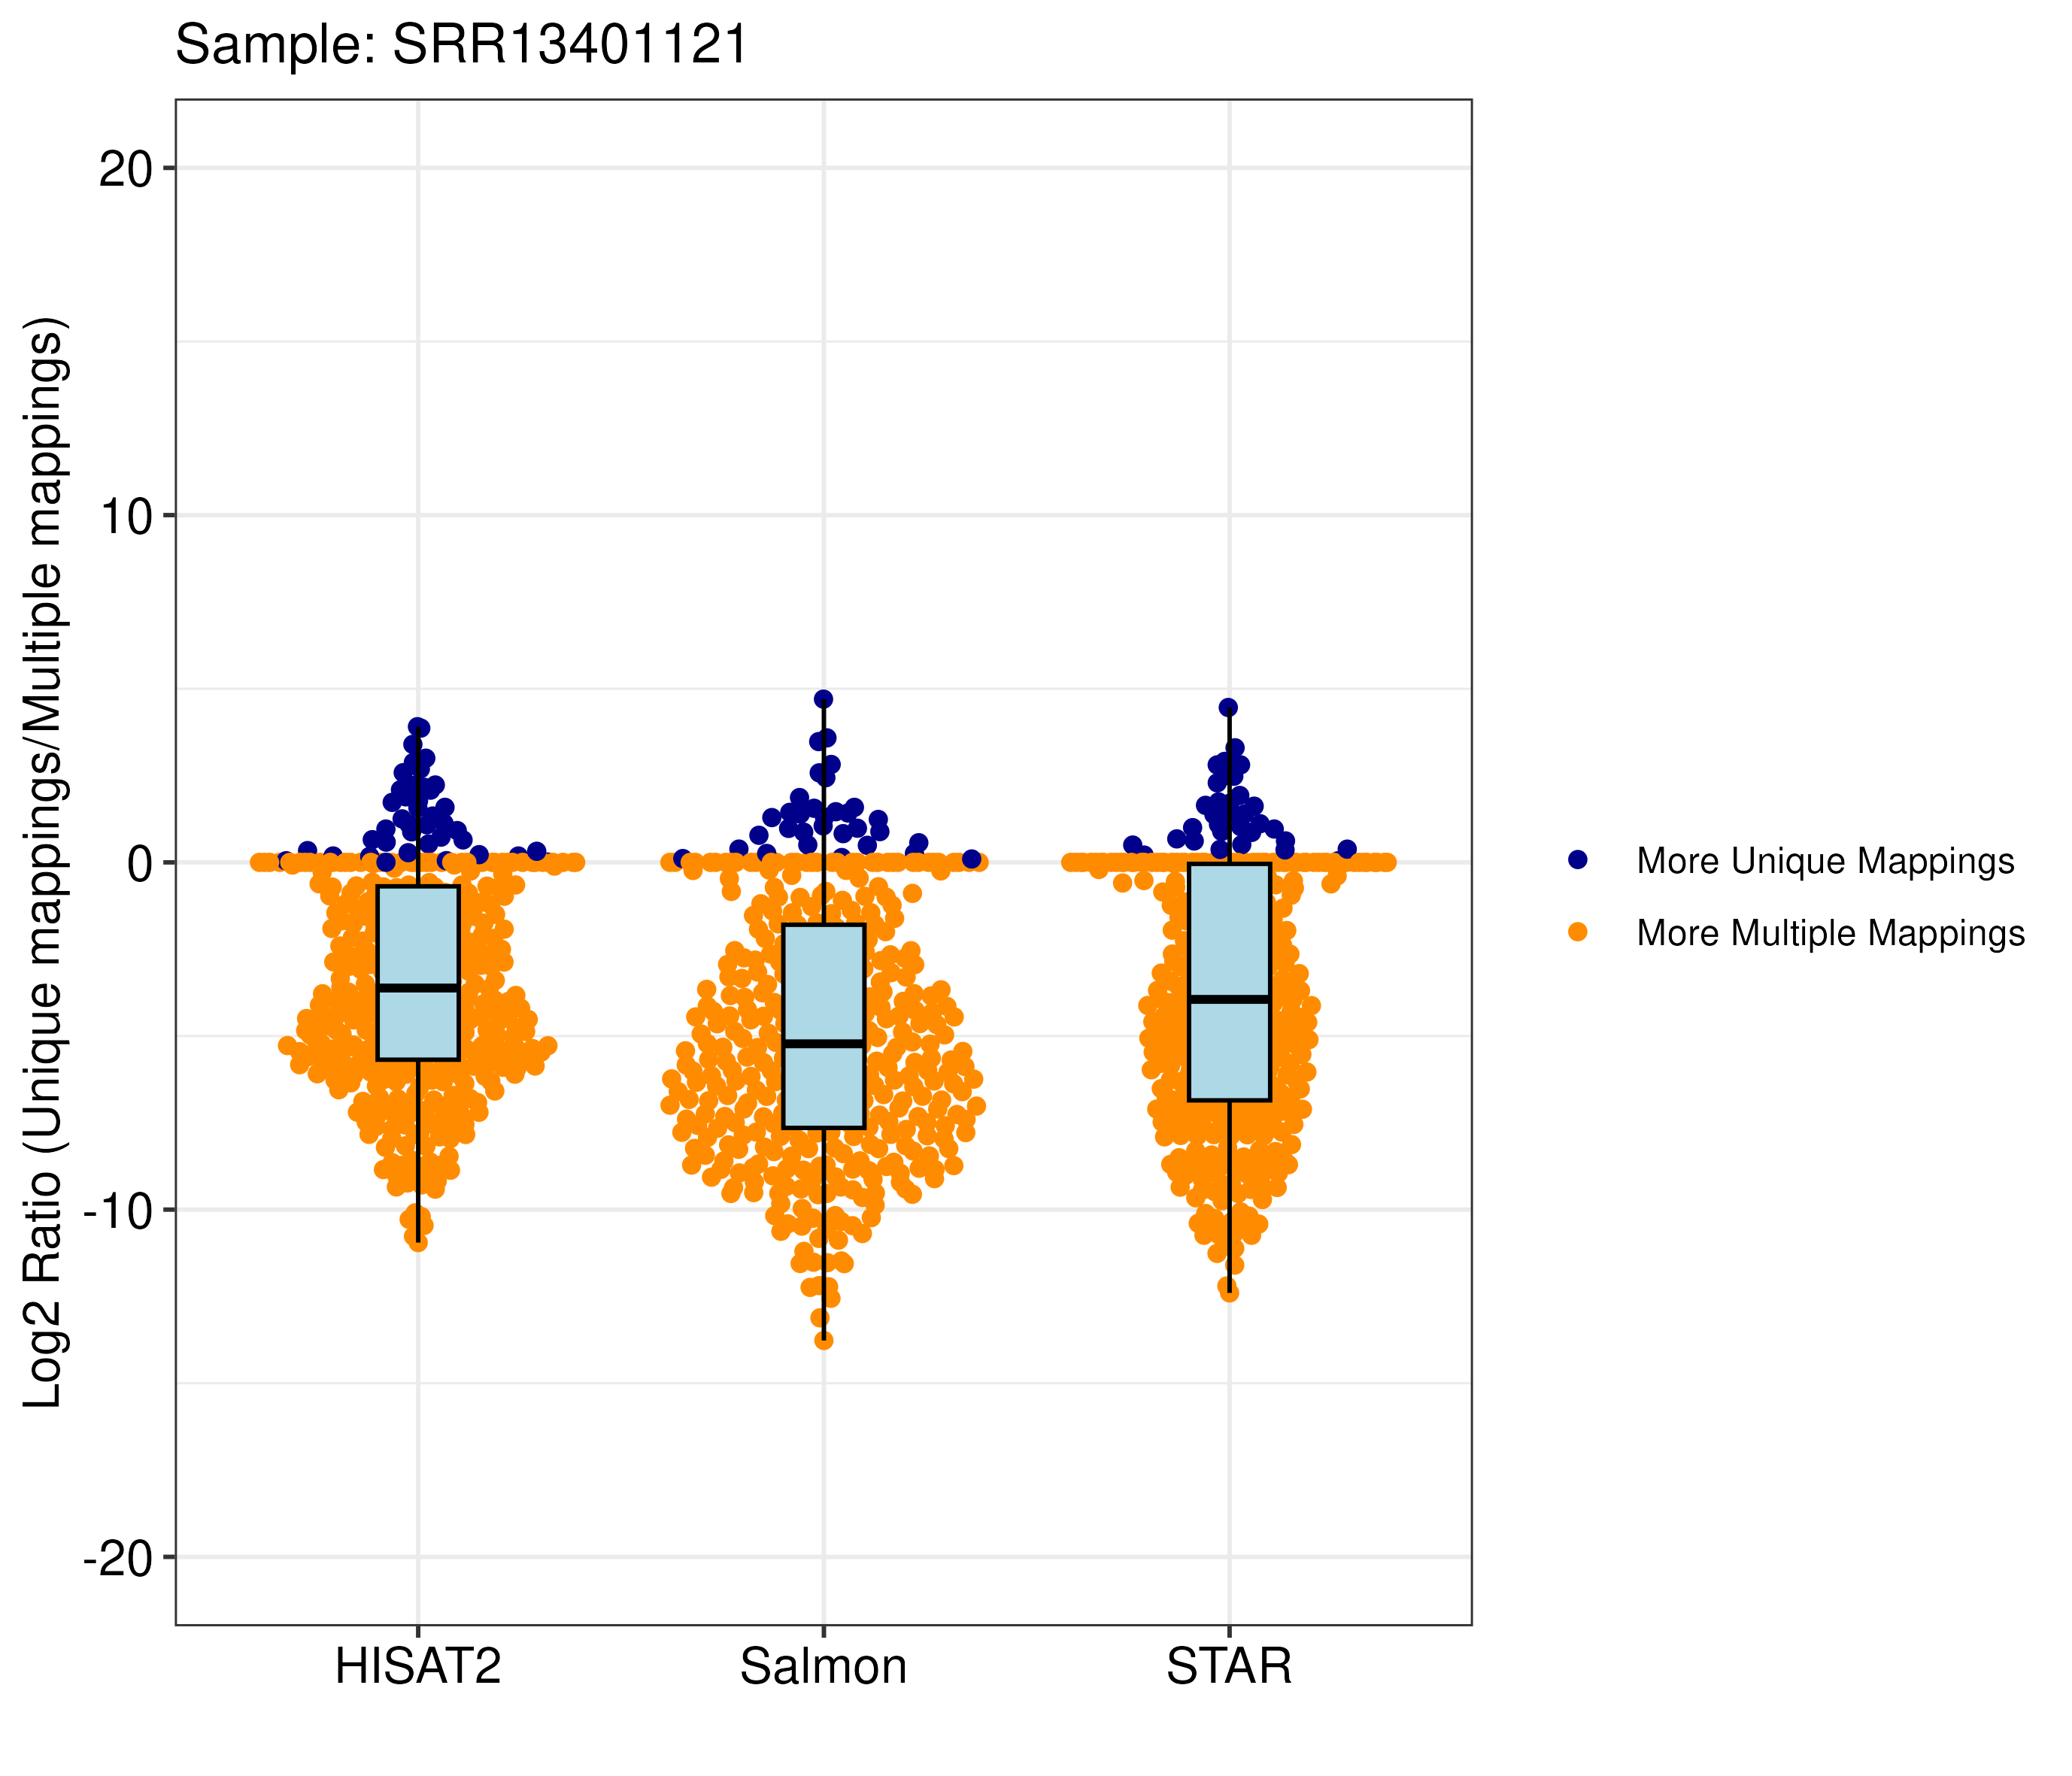 Sample: SRR13401121
Log2 Ratio (Unique mappings/Multiple mappings)
20
10
0
-10
-20
HISAT2
Salmon
STAR
More Unique Mappings
More Multiple Mappings